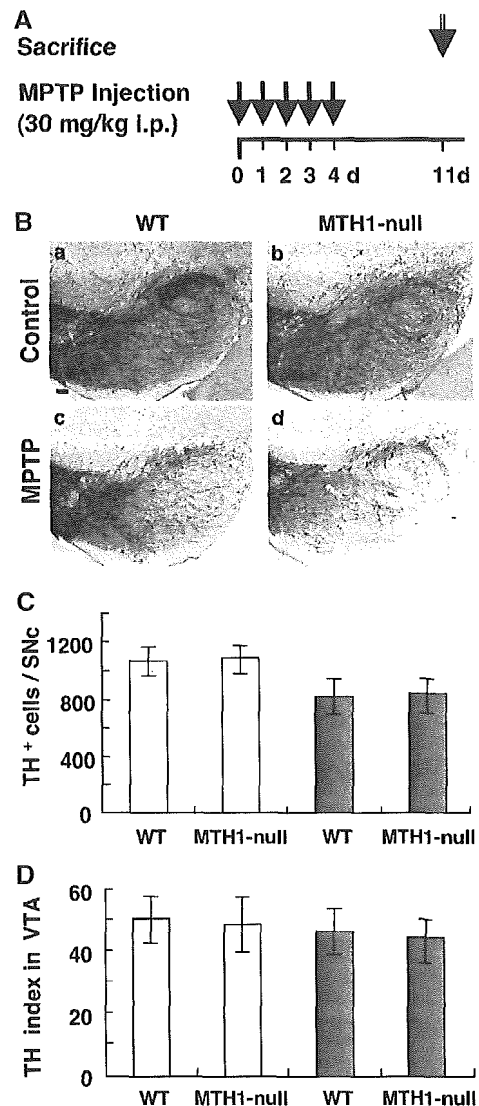 A
Sacrifice
MPTP Injection
(30 mg/kg i.p.)
0 1 2 3 4 d 11d
B WT MTH1-null
a b
Control
c d
MPTP
C
TH + cells / SNc
1200
800
400
0
WT MTH1-null WT MTH1-null
D
TH index in VTA
60
40
20
0
WT MTH1-null WT MTH1-null